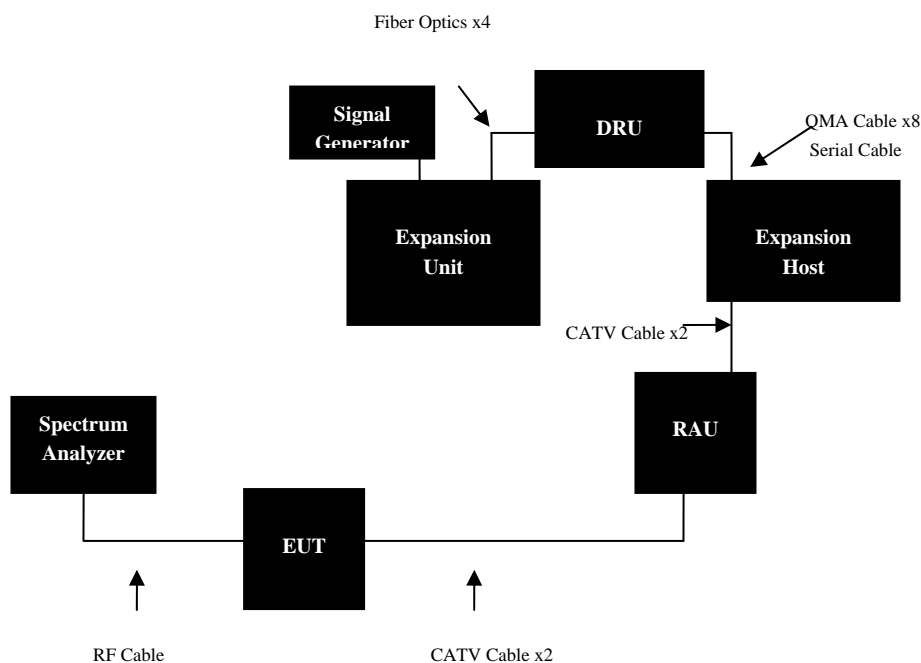 Fiber Optics x4
Signal
Generator
DRU
QMA Cable x8
Serial Cable
Expansion
Unit
Expansion
Host
CATV Cable x2
RAU
Spectrum
Analyzer
EUT
RF Cable
CATV Cable x2